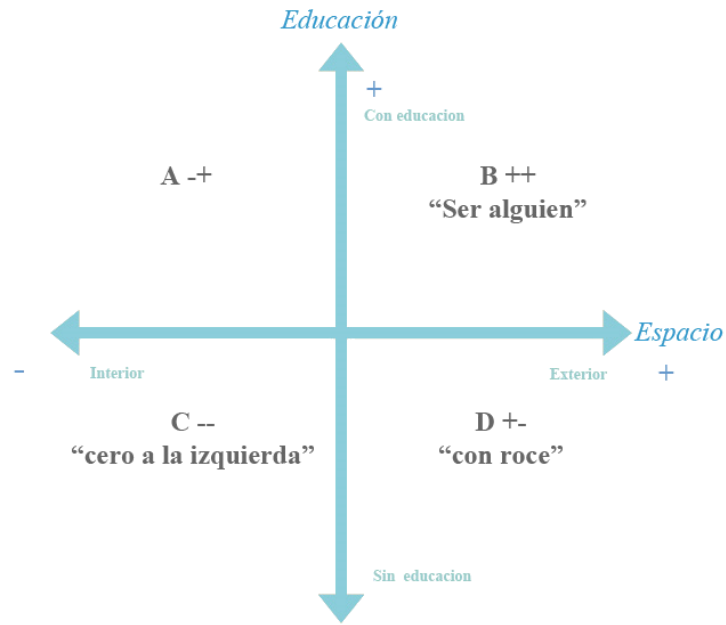 Educación
+
Con educacion
A -+
B ++
“Ser alguien”
Espacio
-
Interior
Exterior
+
C --
“cero a la izquierda”
D +-
“con roce”
Sin educacion